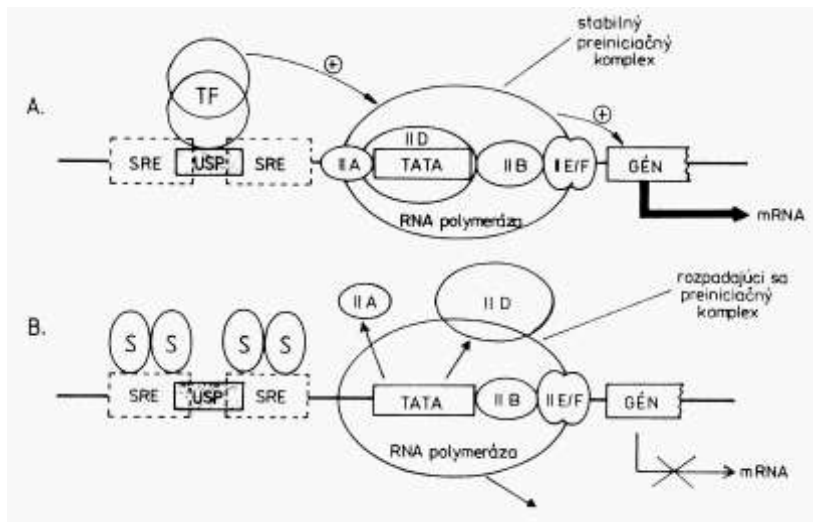 stabilný
preiniciačný
komplex
A.
TF
+
+
II D
SRE
USP
SRE
II A
TATA
II B
II E/F
GÉN
RNA polymeráza
mRNA
rozpadajúci sa
preiniciačný
komplex
II A
II D
B.
S
S
S
S
SRE
USP
SRE
TATA
II B
II E/F
GÉN
RNA polymeráza
mRNA